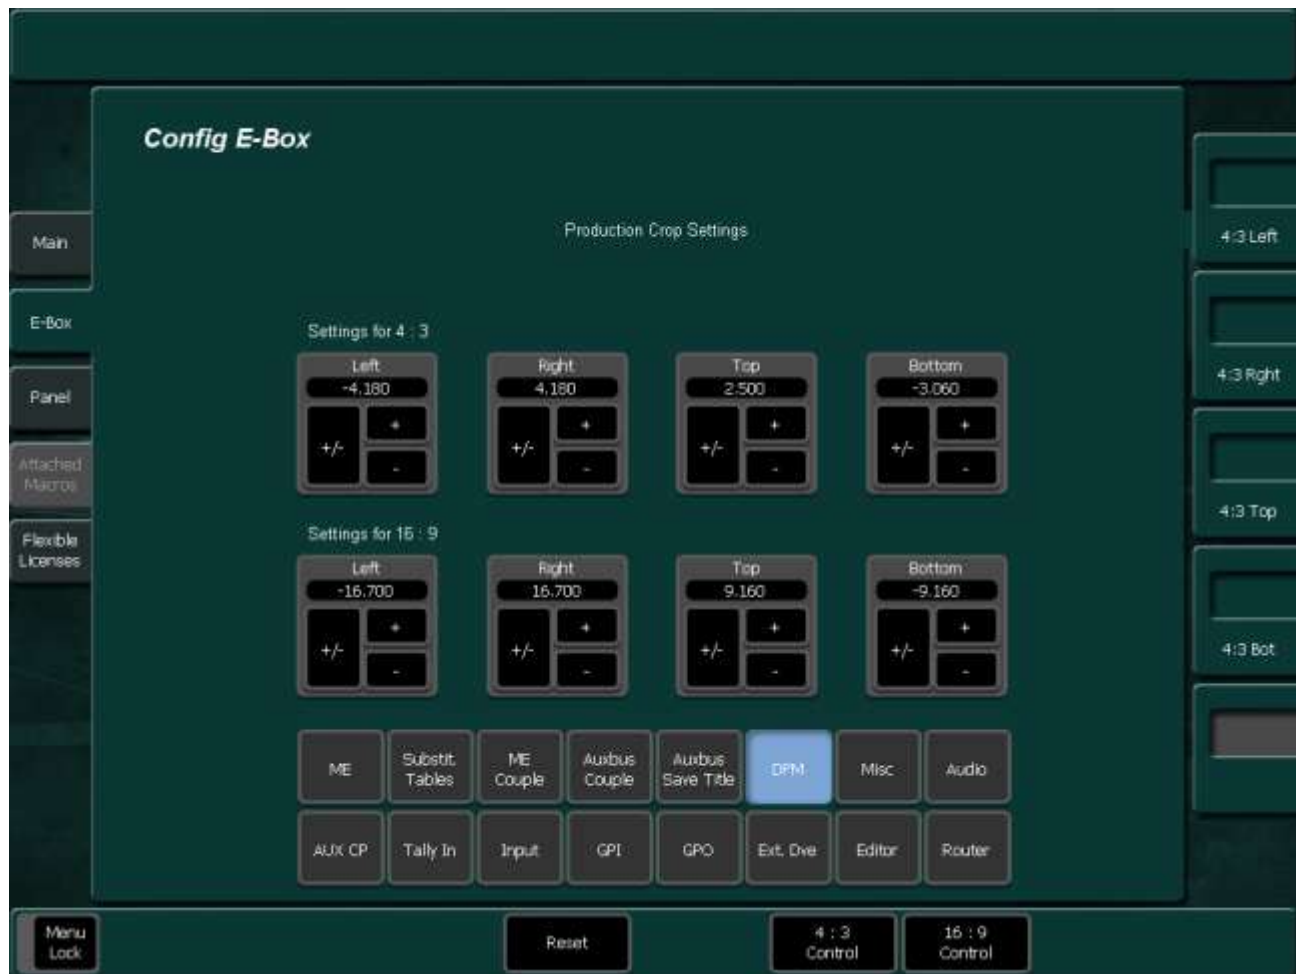 Config E-Box
Production Crop Settings
Main
E-Box
Panel
Attached
Macros
Flexible
Licenses
Settings for 4 : 3
Left
-4.180
+/-
+
-
Right
4.180
+/-
+
-
Top
2.500
+/-
+
-
Bottom
-3.060
+/-
+
-
Settings for 16 : 9
Left
-16.700
+/-
+
-
Right
16.700
+/-
+
-
Top
9.160
+/-
+
-
Bottom
-9.160
+/-
+
-
ME
Substit.
Tables
ME
Couple
Auxbus
Couple
Auxbus
Save Title
DPM
Misc
Audio
AUX CP
Tally In
Input
GPI
GPO
Ext. Dve
Editor
Router
4:3 Left
4:3 Rght
4:3 Top
4:3 Bot
Menu
Lock
Reset
4 : 3
Control
16 : 9
Control